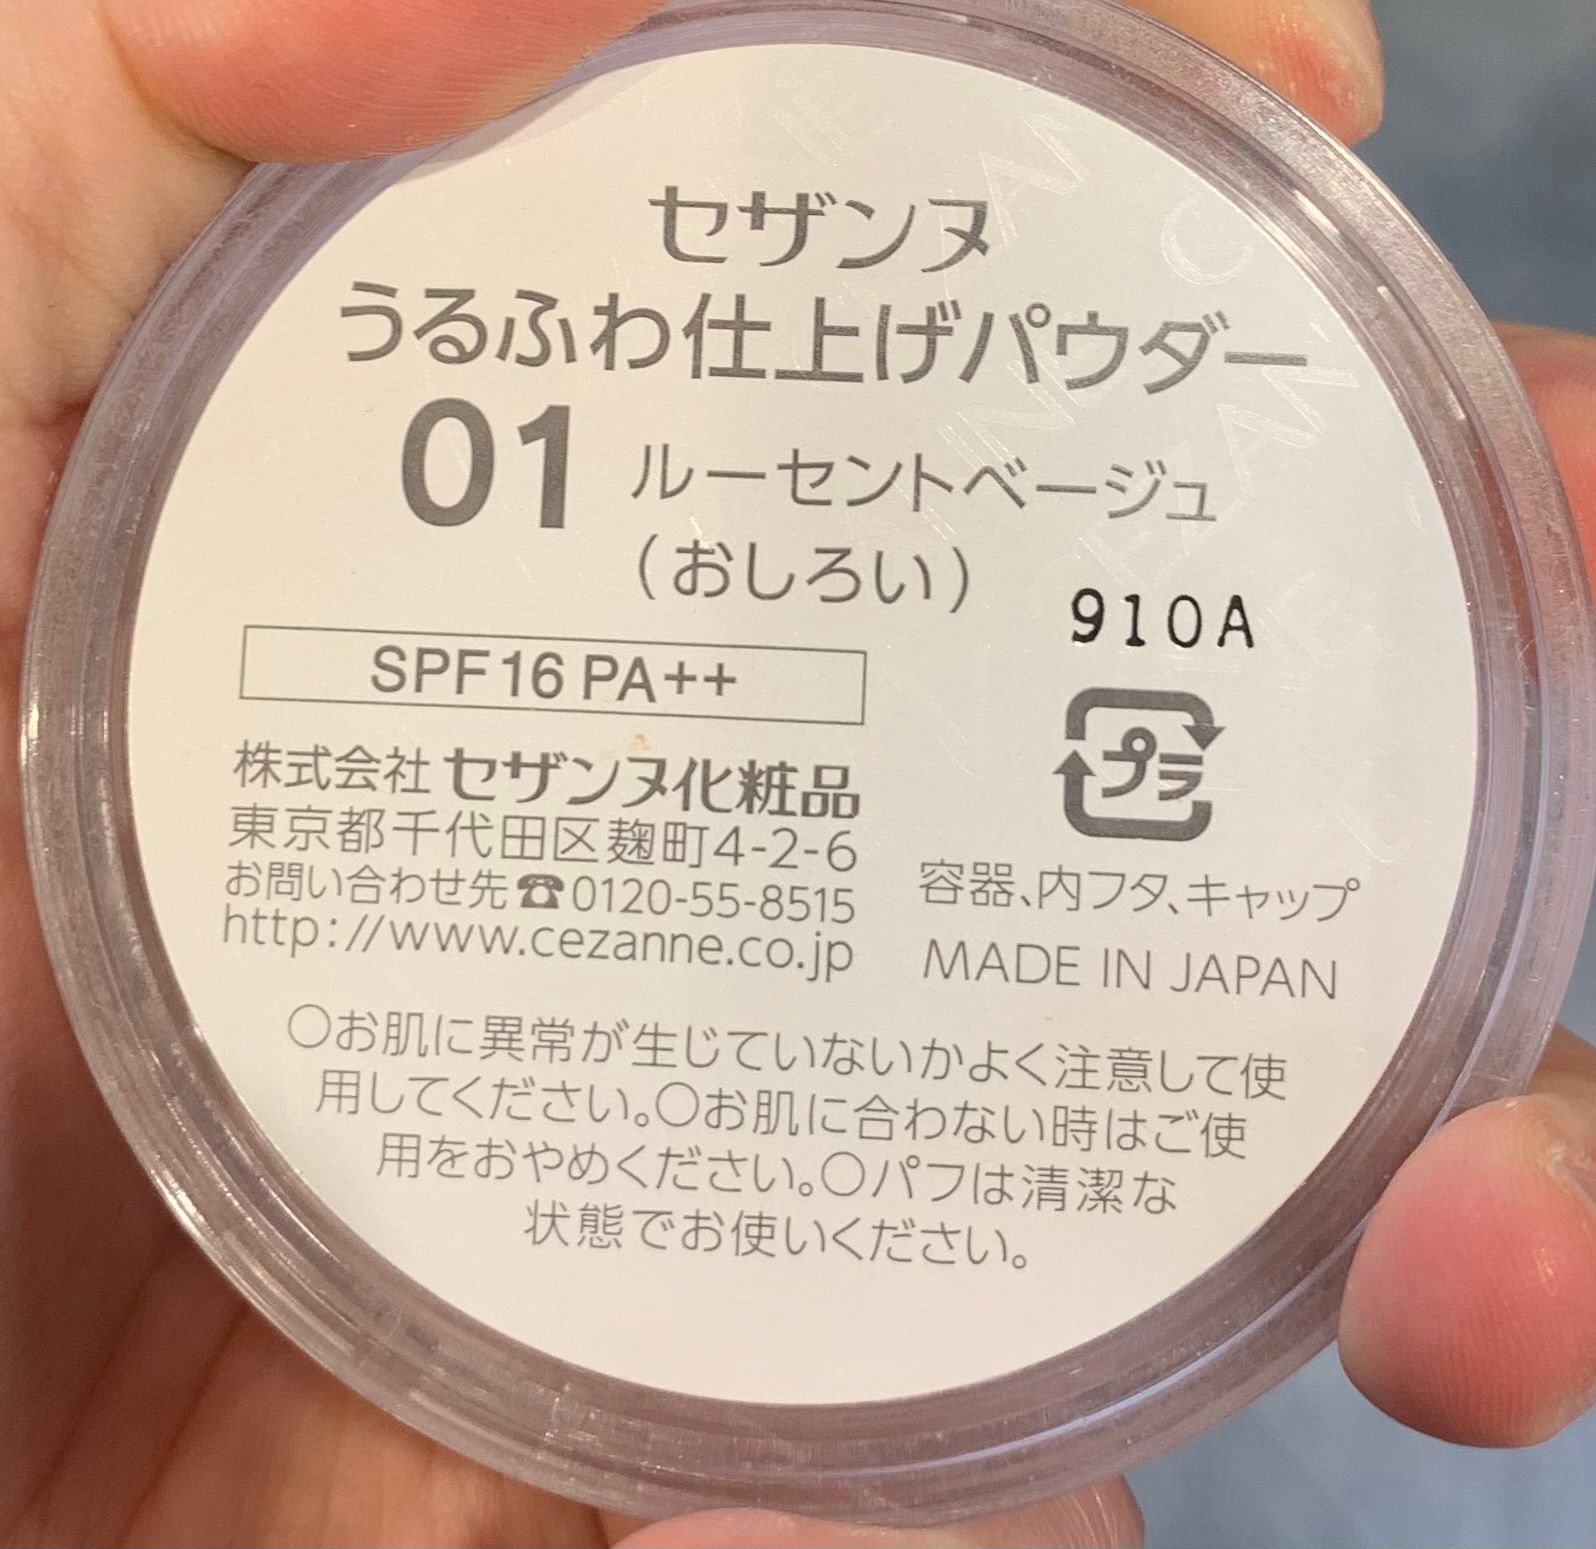 セザンヌ
うるふわ仕上げパウダー
01 ルーセントベージュ
(おしろい)
910A
SPF16 PA++
株式会社 セザンヌ化粧品
東京都千代田区麹町4-2-6
お問い合わせ先☎0120-55-8515
http://www.cezanne.co.jp
プラ
容器、内フタ、キャップ
MADE IN JAPAN
○お肌に異常が生じていないかよく注意して使
用してください。○お肌に合わない時はご使
用をおやめください。○パフは清潔な
状態でお使いください。